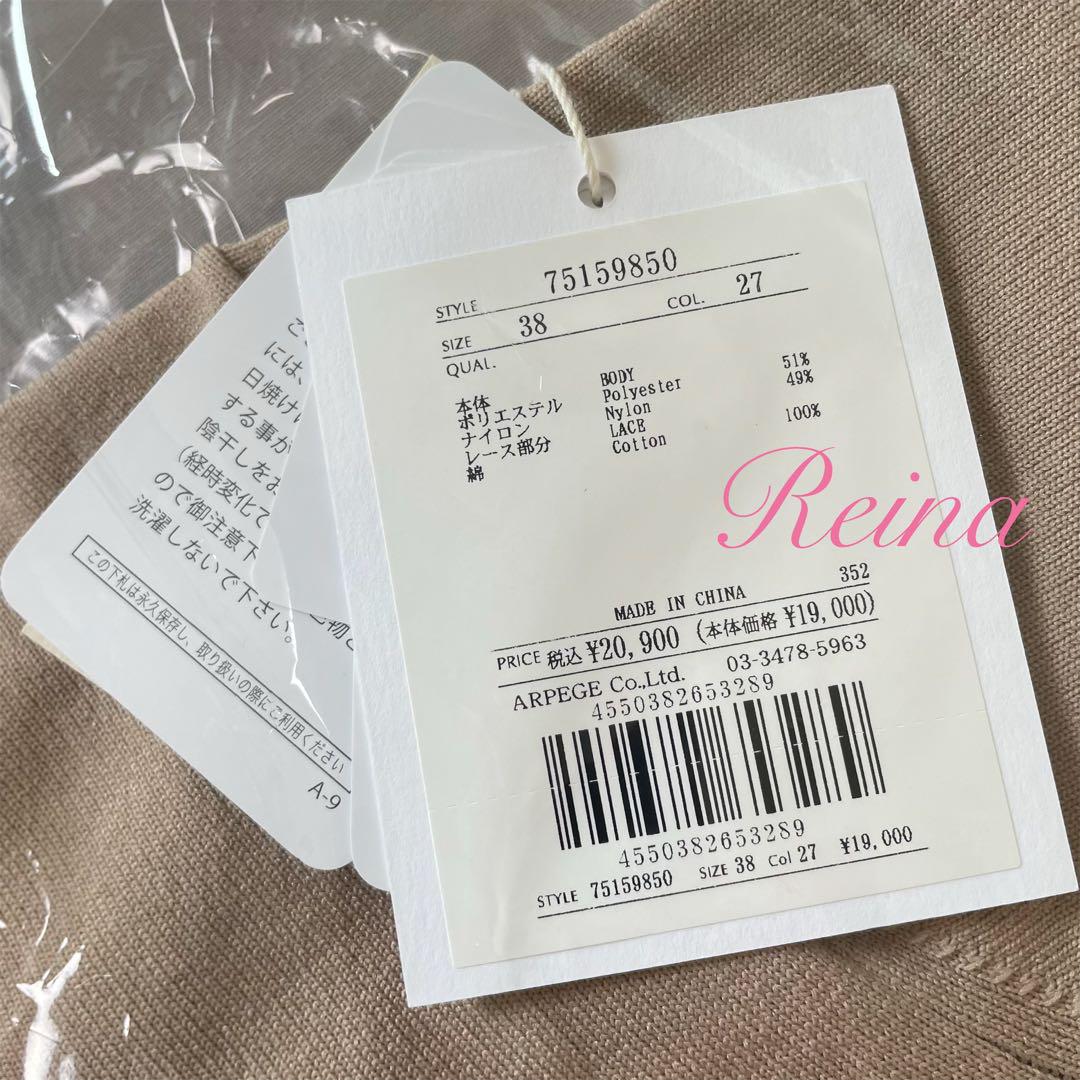 STYLE 75159850
SIZE 38 COL. 27
QUAL.
本体 BODY
ポリエステル Polyester 51%
ナイロン Nylon 49%
レース部分 LACE
綿 Cotton 100%
Reina
352
MADE IN CHINA
PRICE 税込 ¥20,900 (本体価格 ¥19,000)
ARPEGE Co.,Ltd. 03-3478-5963
4550382653289
4550382653289
STYLE 75159850 SIZE 38 Col 27 ¥19,000
には、
日焼け
する事が
陰干しをお
(経時変化で
ので御注意下
洗濯しないで下さい。
この下札は永久保存し、取り扱いの際にご利用ください
A-9